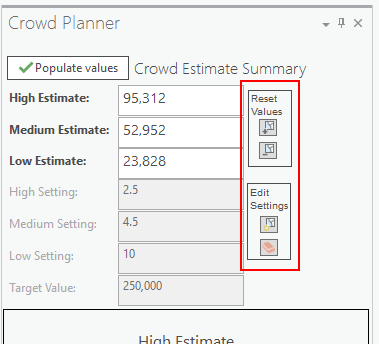 Crowd Planner
Populate values
Crowd Estimate Summary
High Estimate: 95,312
Medium Estimate: 52,952
Low Estimate: 23,828
High Setting: 2.5
Medium Setting: 4.5
Low Setting: 10
Target Value: 250,000
Reset
Values
Edit
Settings
High Estimate